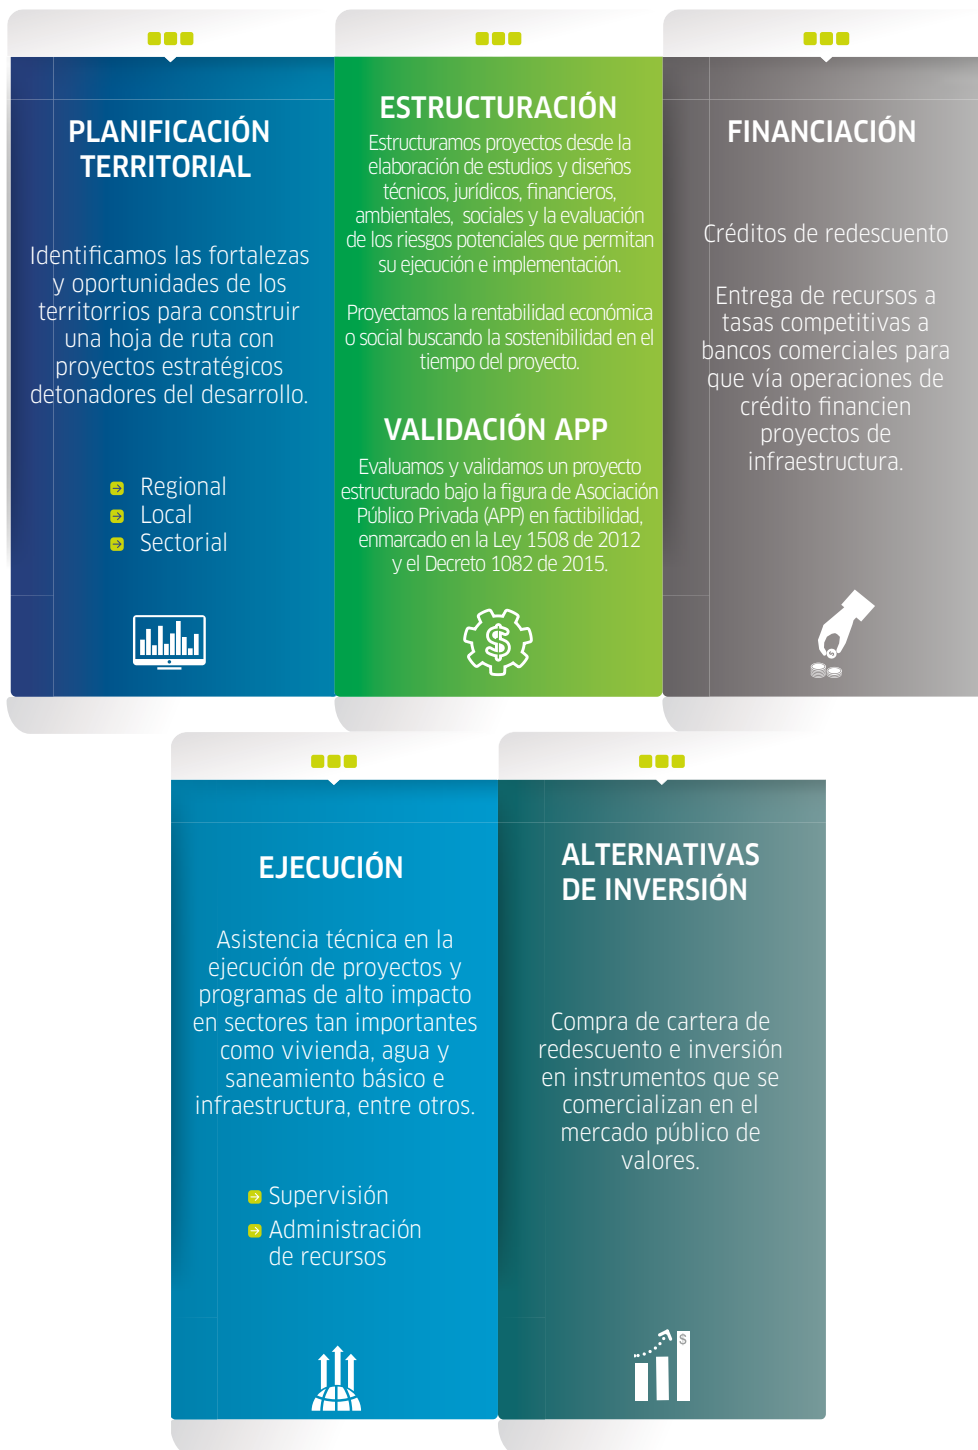 PLANIFICACIÓN
TERRITORIAL
Identificamos las fortalezas
y oportunidades de los
territorrios para construir
una hoja de ruta con
proyectos estratégicos
detonadores del desarrollo.
Regional
Local
Sectorial
ESTRUCTURACIÓN
Estructuramos proyectos desde la
elaboración de estudios y diseños
técnicos, jurídicos, financieros,
ambientales, sociales y la evaluación
de los riesgos potenciales que permitan
su ejecución e implementación.
Proyectamos la rentabilidad económica
o social buscando la sostenibilidad en el
tiempo del proyecto.
VALIDACIÓN APP
Evaluamos y validamos un proyecto
estructurado bajo la figura de Asociación
Público Privada (APP) en factibilidad,
enmarcado en la Ley 1508 de 2012
y el Decreto 1082 de 2015.
$
FINANCIACIÓN
Créditos de redescuento
Entrega de recursos a
tasas competitivas a
bancos comerciales para
que vía operaciones de
crédito financien
proyectos de
infraestructura.
EJECUCIÓN
Asistencia técnica en la
ejecución de proyectos y
programas de alto impacto
en sectores tan importantes
como vivienda, agua y
saneamiento básico e
infraestructura, entre otros.
Supervisión
Administración
de recursos
ALTERNATIVAS
DE INVERSIÓN
Compra de cartera de
redescuento e inversión
en instrumentos que se
comercializan en el
mercado público de
valores.
$